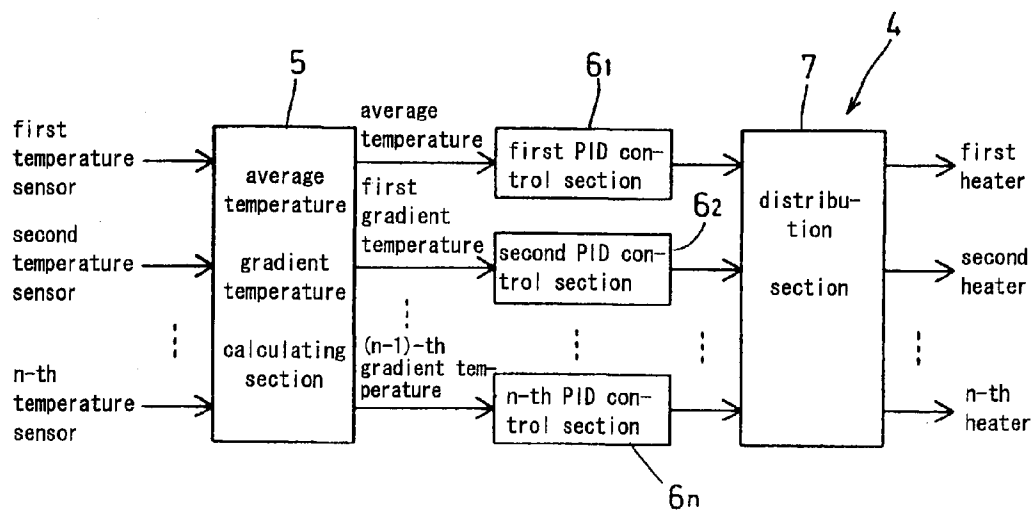 4
5
6₁
7
first
temperature
sensor
average
temperature
first PID con-
trol section
first
heater
average
temperature
first
gradient
temperature
6₂
distribu-
tion
section
second
temperature
sensor
gradient
temperature
second PID con-
trol section
second
heater
calculating
section
(n-1)-th
gradient tem-
perature
n-th
temperature
sensor
n-th PID con-
trol section
n-th
heater
6n